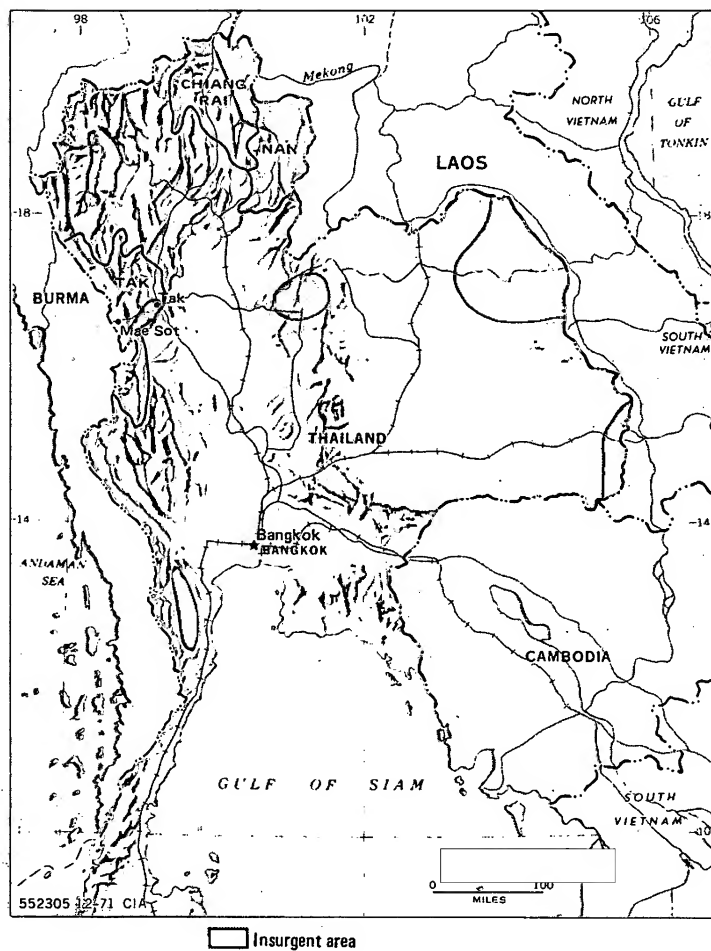 98
102
106
CHIANG
RAI
Mekong
NORTH
VIETNAM
GULF
OF
TONKIN
NAN
LAOS
18
18
BURMA
TAK
Tak
Mae Sot
SOUTH
VIETNAM
THAILAND
14
14
Bangkok
BANGKOK
ANDAMAN
SEA
CAMBODIA
GULF OF SIAM
SOUTH
VIETNAM
10
0 100
MILES
552305 12-71 CIA
Insurgent area